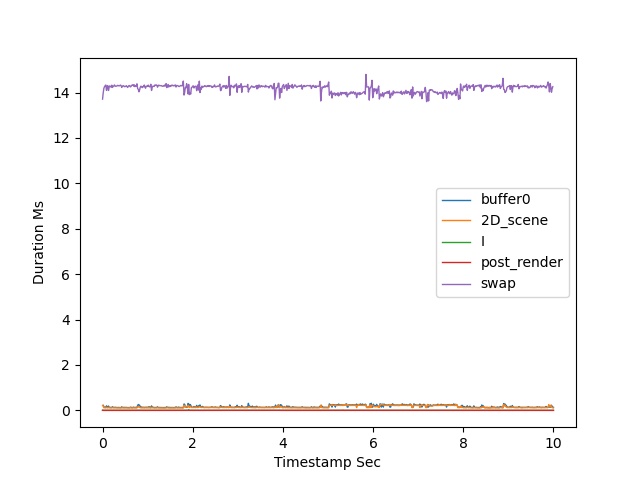 14
12
10
8
6
4
2
0
Duration Ms
buffer0
2D_scene
I
post_render
swap
0 2 4 6 8 10
Timestamp Sec